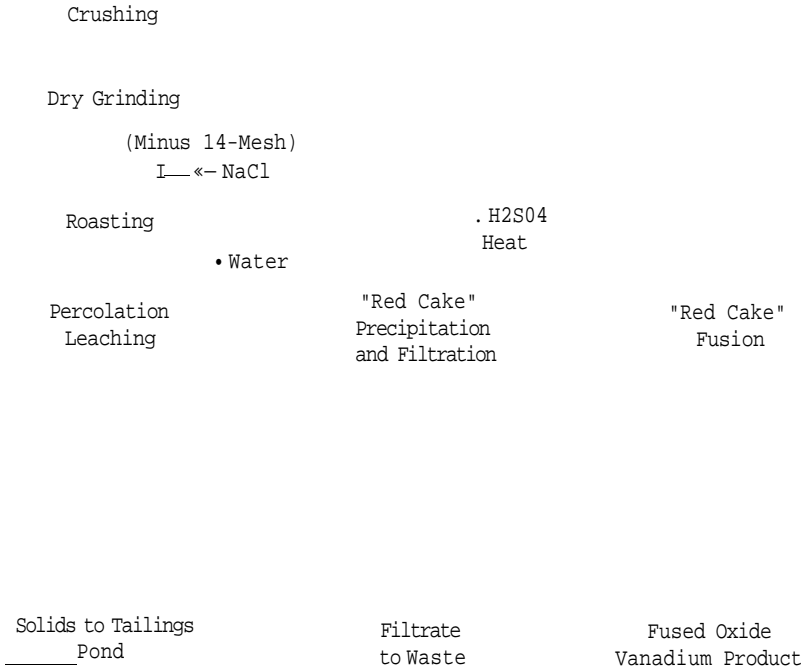 Crushing
Dry Grinding
(Minus 14-Mesh)
I «— NaCl
Roasting
. H2S04
Heat
• Water
Percolation
Leaching
"Red Cake"
Precipitation
and Filtration
"Red Cake"
Fusion
Solids to Tailings
Pond
Filtrate
to Waste
Fused Oxide
Vanadium Product